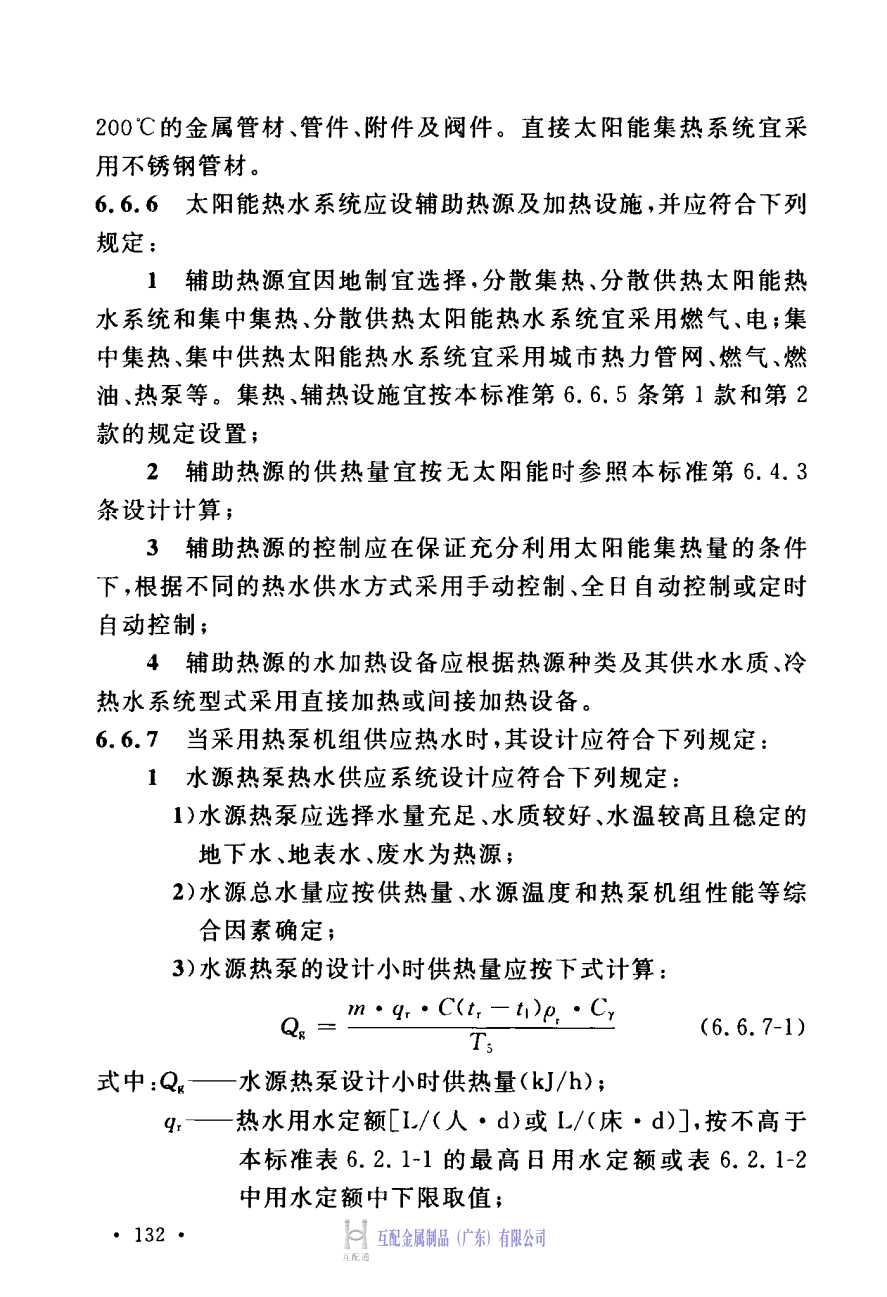 200℃的金属管材、管件、附件及阀件。直接太阳能集热系统宜采
用不锈钢管材。
6.6.6 太阳能热水系统应设辅助热源及加热设施,并应符合下列
规定:
1 辅助热源宜因地制宜选择,分散集热、分散供热太阳能热
水系统和集中集热、分散供热太阳能热水系统宜采用燃气、电;集
中集热、集中供热太阳能热水系统宜采用城市热力管网、燃气、燃
油、热泵等。集热、辅热设施宜按本标准第 6.6.5 条第 1 款和第 2
款的规定设置;
2 辅助热源的供热量宜按无太阳能时参照本标准第 6.4.3
条设计计算;
3 辅助热源的控制应在保证充分利用太阳能集热量的条件
下,根据不同的热水供水方式采用手动控制、全日自动控制或定时
自动控制;
4 辅助热源的水加热设备应根据热源种类及其供水水质、冷
热水系统型式采用直接加热或间接加热设备。
6.6.7 当采用热泵机组供应热水时,其设计应符合下列规定:
1 水源热泵热水供应系统设计应符合下列规定:
1)水源热泵应选择水量充足、水质较好、水温较高且稳定的
地下水、地表水、废水为热源;
2)水源总水量应按供热量、水源温度和热泵机组性能等综
合因素确定;
3)水源热泵的设计小时供热量应按下式计算:
Qg = m·qr·C(tr－t1)ρr·Cγ / T5 (6.6.7-1)
式中:Qg——水源热泵设计小时供热量(kJ/h);
qr——热水用水定额[L/(人·d)或 L/(床·d)],按不高于
本标准表 6.2.1-1 的最高日用水定额或表 6.2.1-2
中用水定额中下限取值;
·132·
互配金属制品(广东)有限公司
互配通